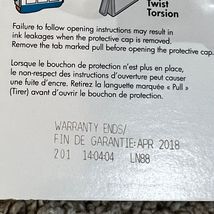 Twist
Torsion
Failure to follow opening instructions may result in
ink leakages when the protective cap is removed.
Remove the tab marked pull before opening the protective cap.
Lorsque le bouchon de protection n'est plus en place,
le non-respect des instructions d'ouverture peut causer
une fuite d'encre. Retirez la languette marquée « Pull »
(Tirer) avant d'ouvrir le bouchon de protection.
WARRANTY ENDS/
FIN DE GARANTIE:APR 2018
201 14:04:04 LN88